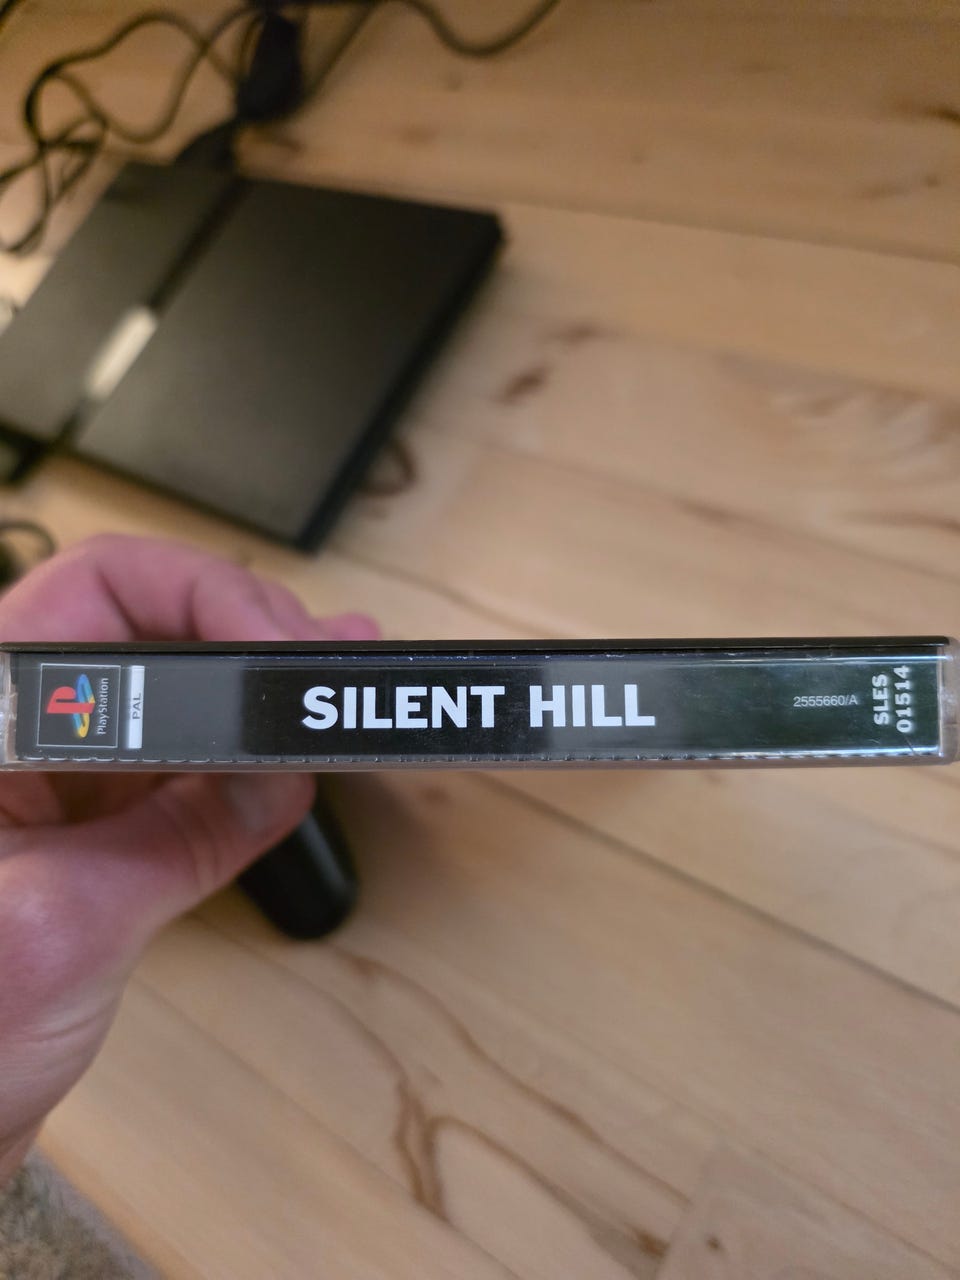 PlayStation
PAL
SILENT HILL
2555660/A
SLES
01514